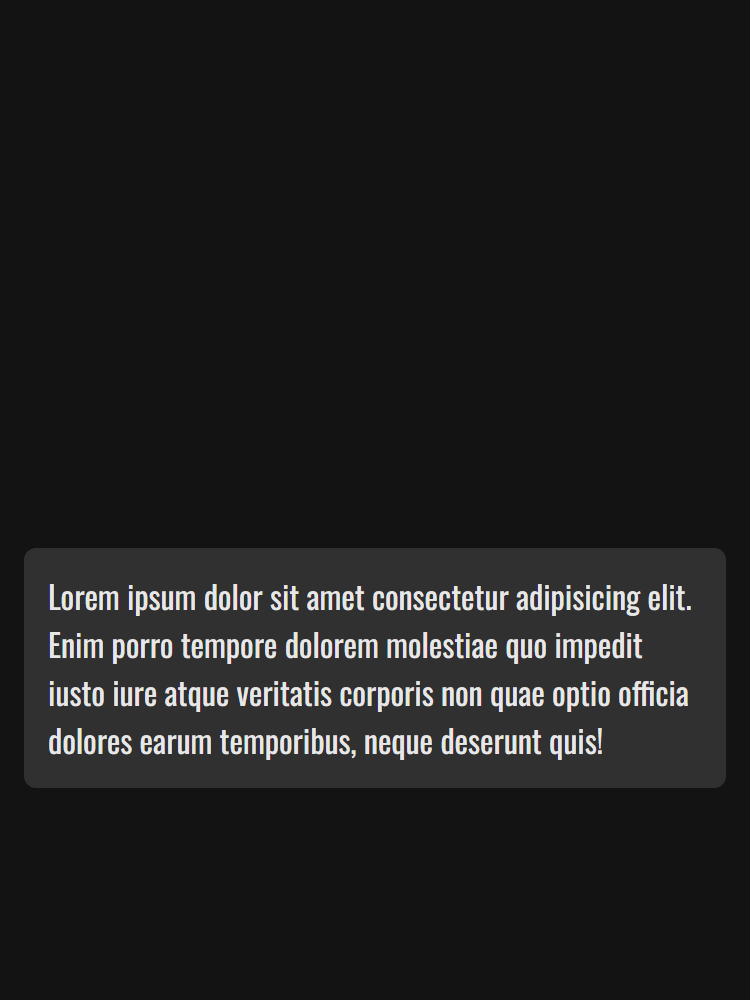 Lorem ipsum dolor sit amet consectetur adipisicing elit.
Enim porro tempore dolorem molestiae quo impedit
iusto iure atque veritatis corporis non quae optio officia
dolores earum temporibus, neque deserunt quis!